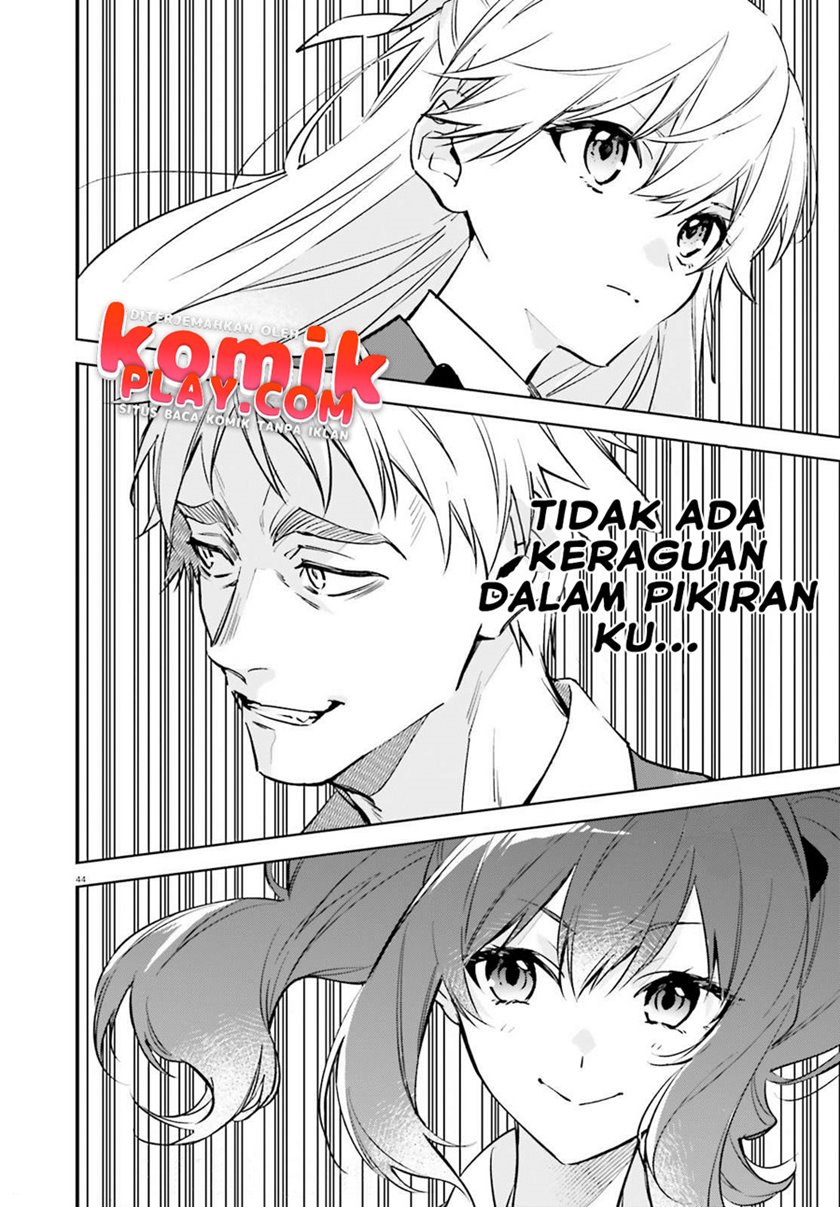 DITERJEMAHKAN OLEH
komik
PLAY.COM
SITUS BACA KOMIK TANPA IKLAN
TIDAK ADA
KERAGUAN
DALAM PIKIRAN
KU...
44